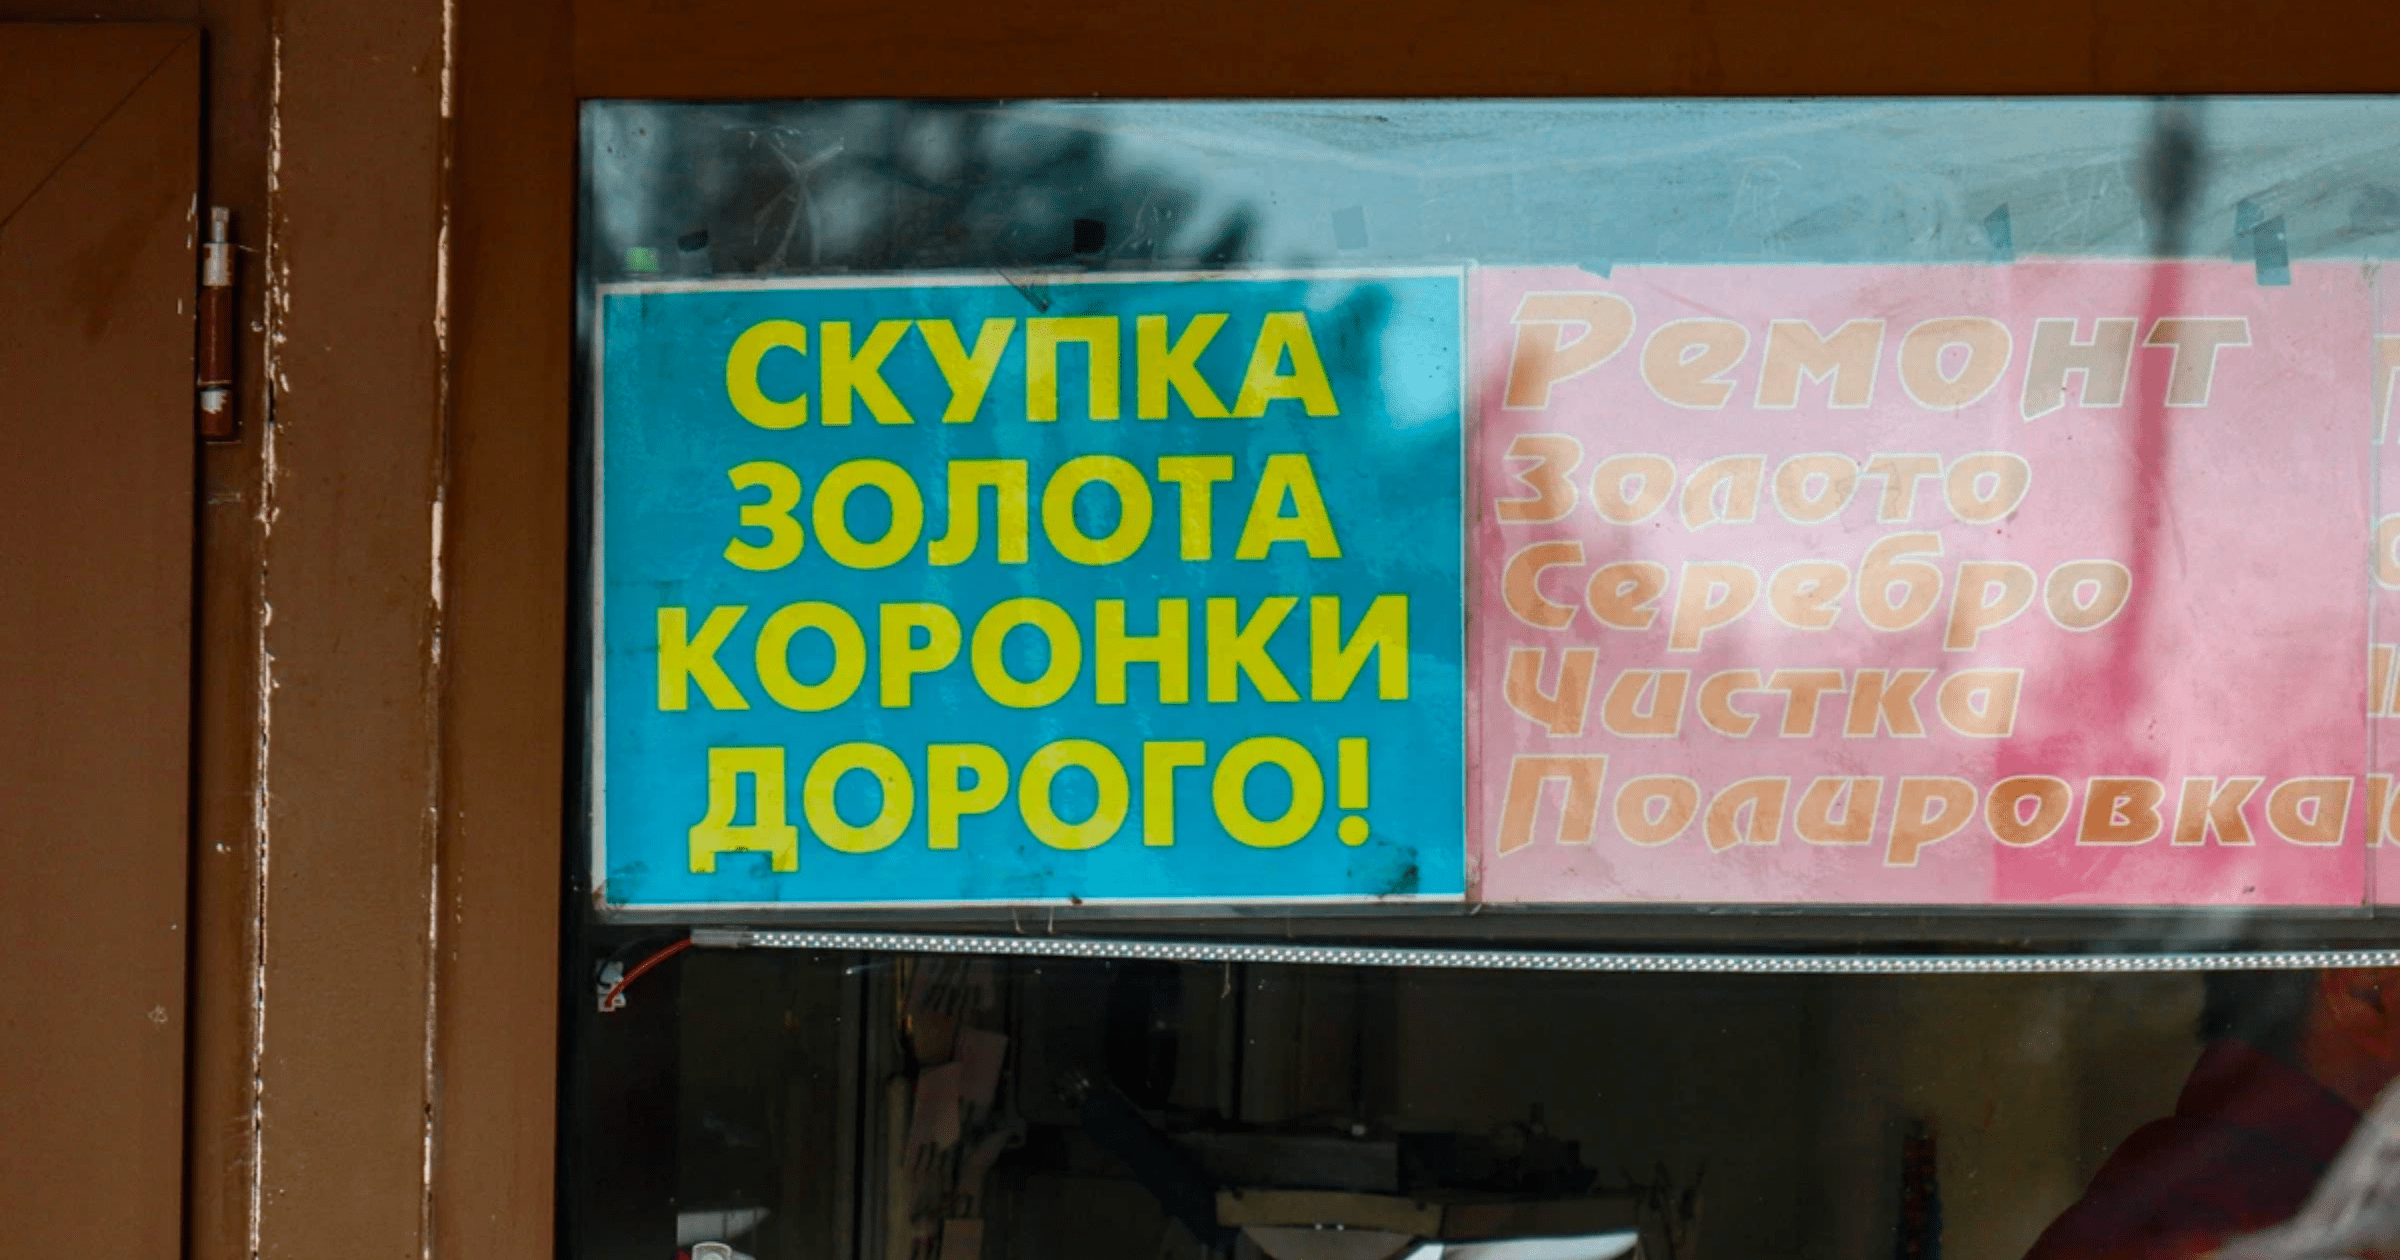 СКУПКА
ЗОЛОТА
КОРОНКИ
ДОРОГО!
Ремонт
Золото
Серебро
Чистка
Полировка